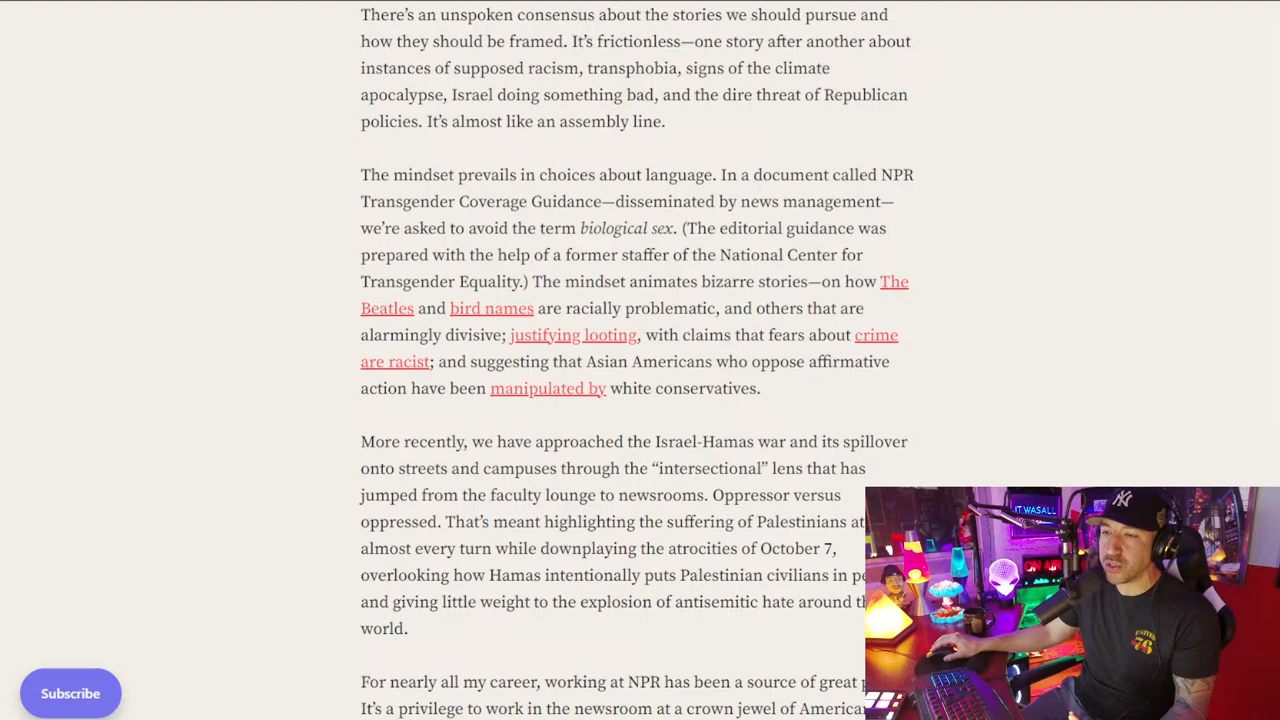 There’s an unspoken consensus about the stories we should pursue and
how they should be framed. It’s frictionless—one story after another about
instances of supposed racism, transphobia, signs of the climate
apocalypse, Israel doing something bad, and the dire threat of Republican
policies. It’s almost like an assembly line.
The mindset prevails in choices about language. In a document called NPR
Transgender Coverage Guidance—disseminated by news management—
we’re asked to avoid the term biological sex. (The editorial guidance was
prepared with the help of a former staffer of the National Center for
Transgender Equality.) The mindset animates bizarre stories—on how The
Beatles and bird names are racially problematic, and others that are
alarmingly divisive; justifying looting, with claims that fears about crime
are racist; and suggesting that Asian Americans who oppose affirmative
action have been manipulated by white conservatives.
More recently, we have approached the Israel-Hamas war and its spillover
onto streets and campuses through the “intersectional” lens that has
jumped from the faculty lounge to newsrooms. Oppressor versus
oppressed. That’s meant highlighting the suffering of Palestinians at
almost every turn while downplaying the atrocities of October 7,
overlooking how Hamas intentionally puts Palestinian civilians in
and giving little weight to the explosion of antisemitic hate around
world.
For nearly all my career, working at NPR has been a source of great
It’s a privilege to work in the newsroom at a crown jewel of American
Subscribe
IT WAS ALL
ON AIR
NY
76